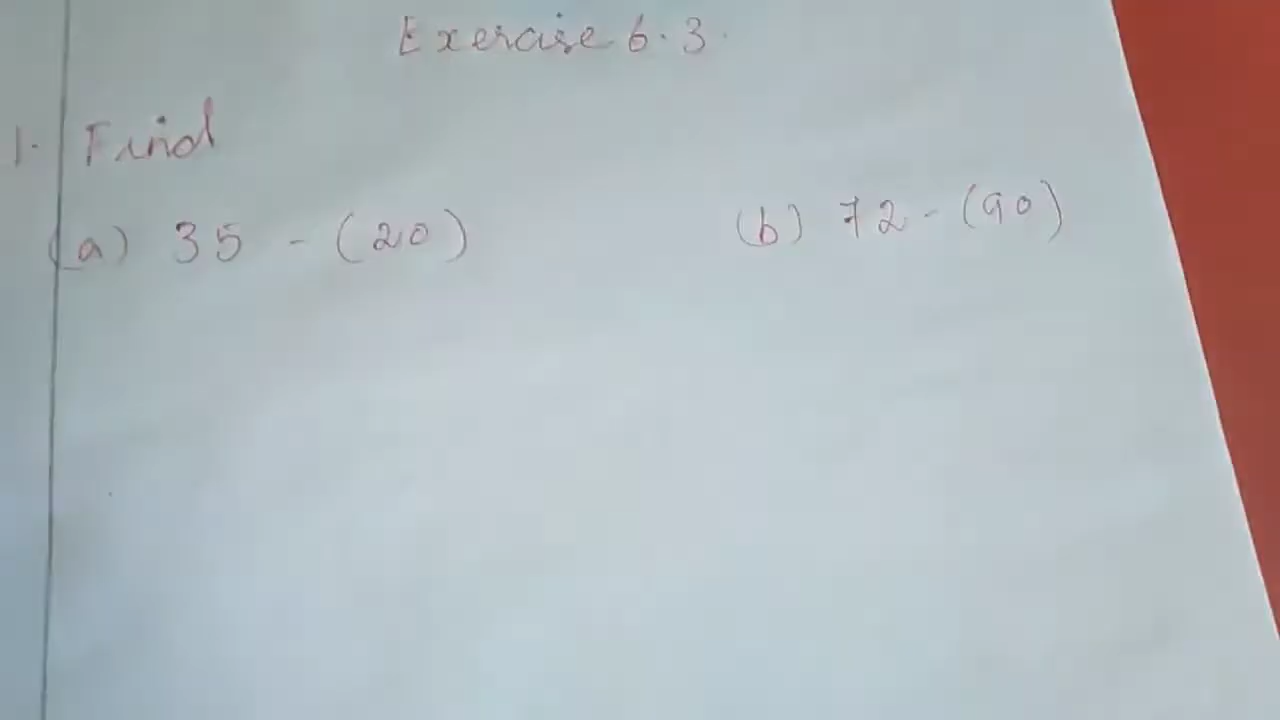 Exercise 6.3.
1. Find
(a) 35 - (20) (b) 72 - (90)